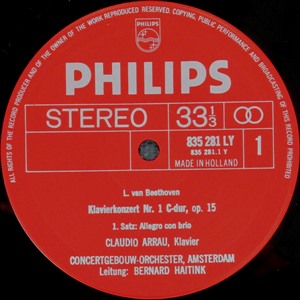 ALL RIGHTS OF THE RECORD MANUFACTURER AND OF THE OWNER OF THE WORK REPRODUCED RESERVED. COPYING, PUBLIC PERFORMANCE AND BROADCASTING OF THIS RECORD PROHIBITED
PHILIPS
STEREO 33 1/3
835 281 LY
835 281.1 Y
MADE IN HOLLAND
1
L. van Beethoven
Klavierkonzert Nr. 1 C-dur, op. 15
1. Satz: Allegro con brio
CLAUDIO ARRAU, Klavier
CONCERTGEBOUW-ORCHESTER, AMSTERDAM
Leitung: BERNARD HAITINK